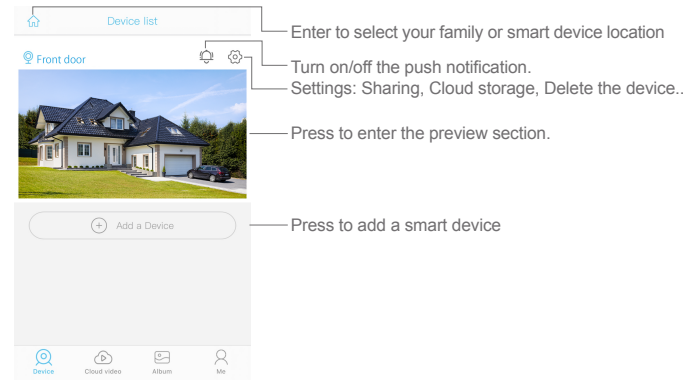 Device list
Enter to select your family or smart device location
Front door
Turn on/off the push notification.
Settings: Sharing, Cloud storage, Delete the device..
Press to enter the preview section.
Add a Device
Press to add a smart device
Device
Cloud video
Album
Me